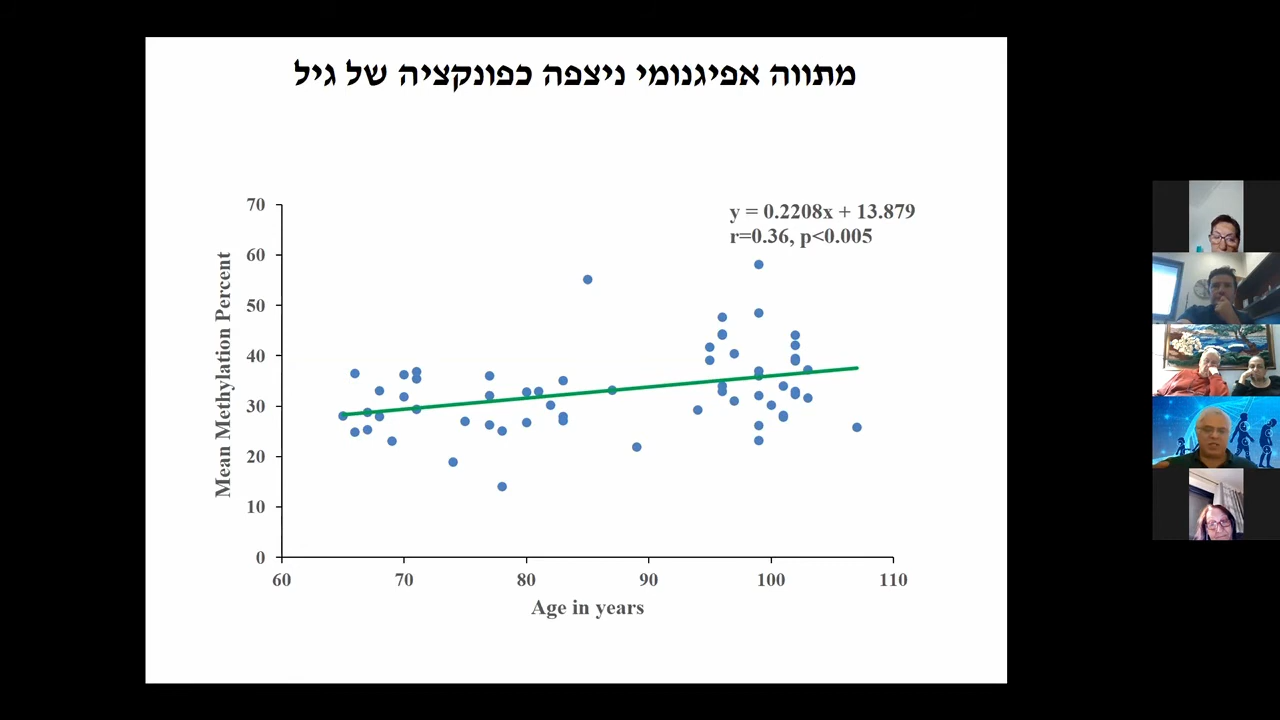 מתווה אפיגנומי ניצפה כפונקציה של גיל
y = 0.2208x + 13.879
r=0.36, p<0.005
Mean Methylation Percent
70
60
50
40
30
20
10
0
60 70 80 90 100 110
Age in years